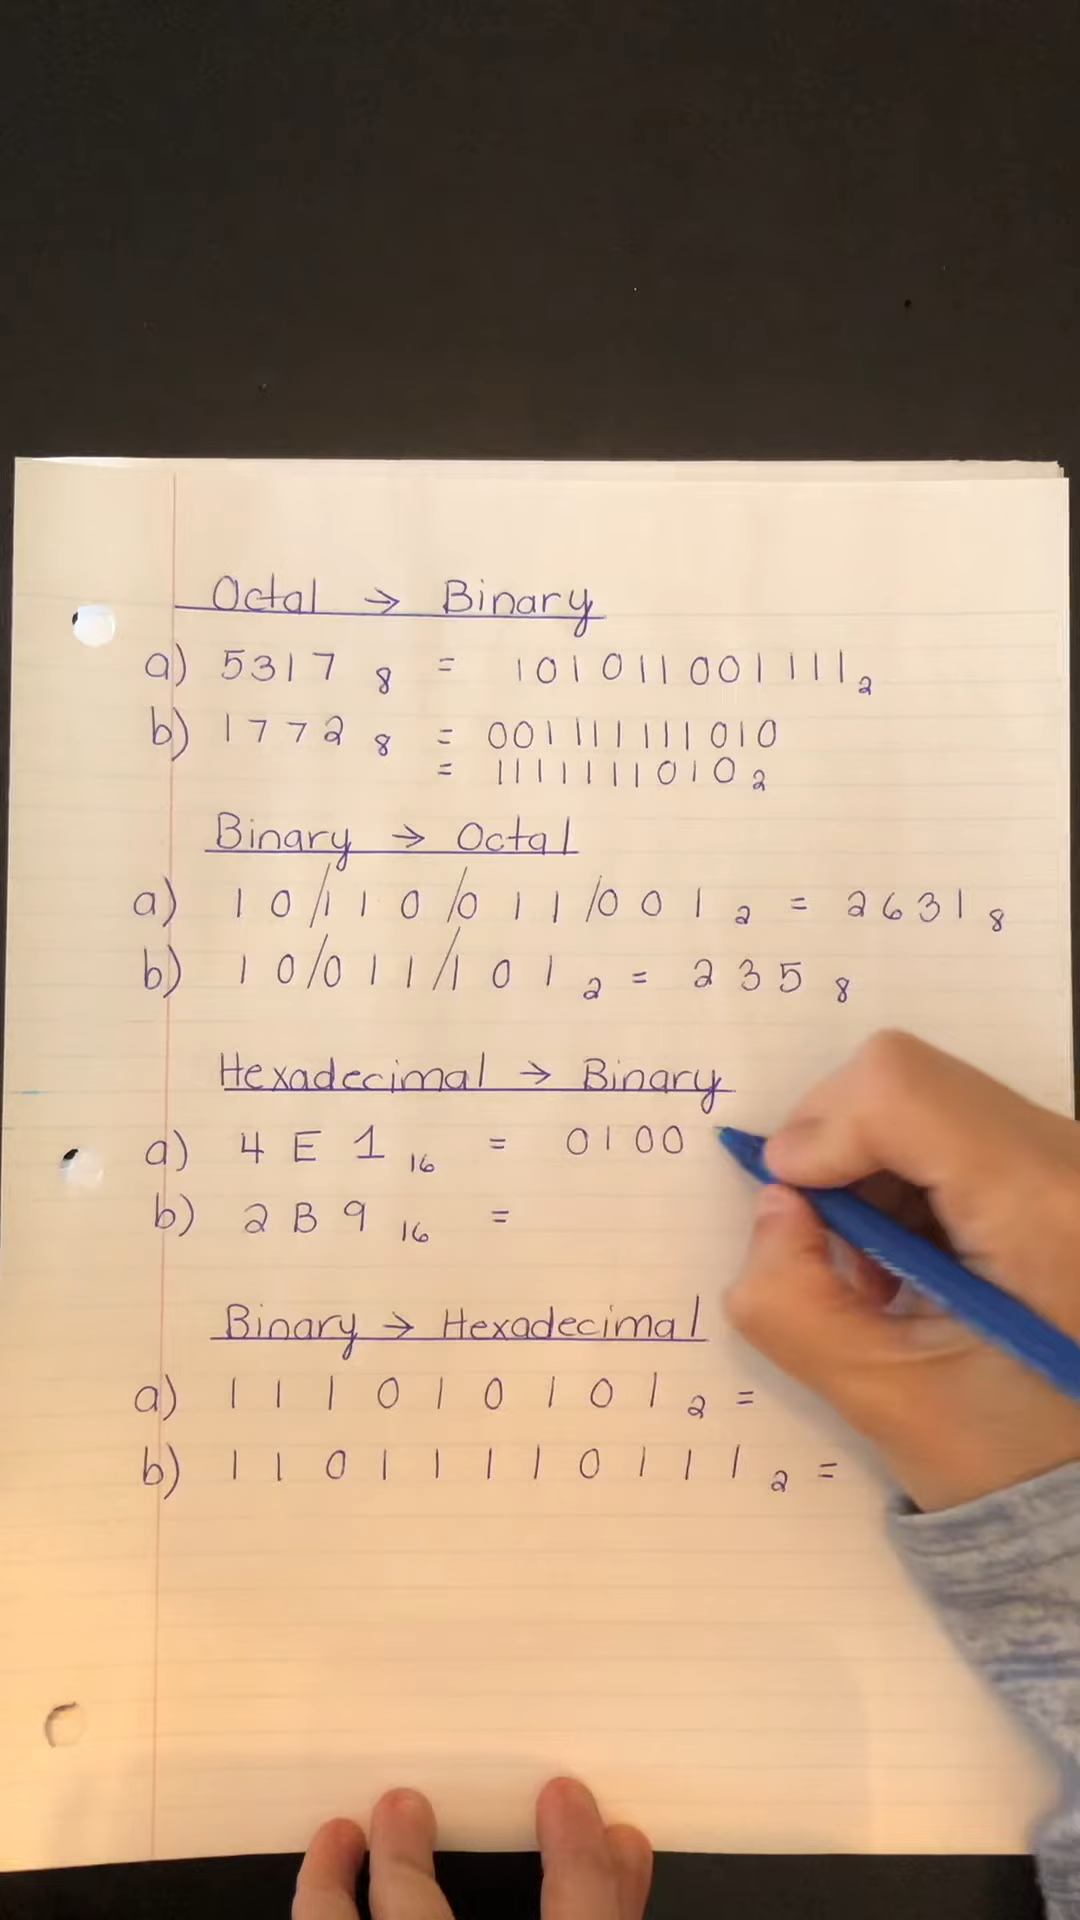 Octal → Binary
a) 5317 8 = 101011001111 2
b) 1772 8 = 001111111010
= 1111111010 2
Binary → Octal
a) 10/110/011/001 2 = 2631 8
b) 10/011/101 2 = 235 8
Hexadecimal → Binary
a) 4E1 16 = 0100
b) 2B9 16 =
Binary → Hexadecimal
a) 111010101 2 =
b) 11011110111 2 =